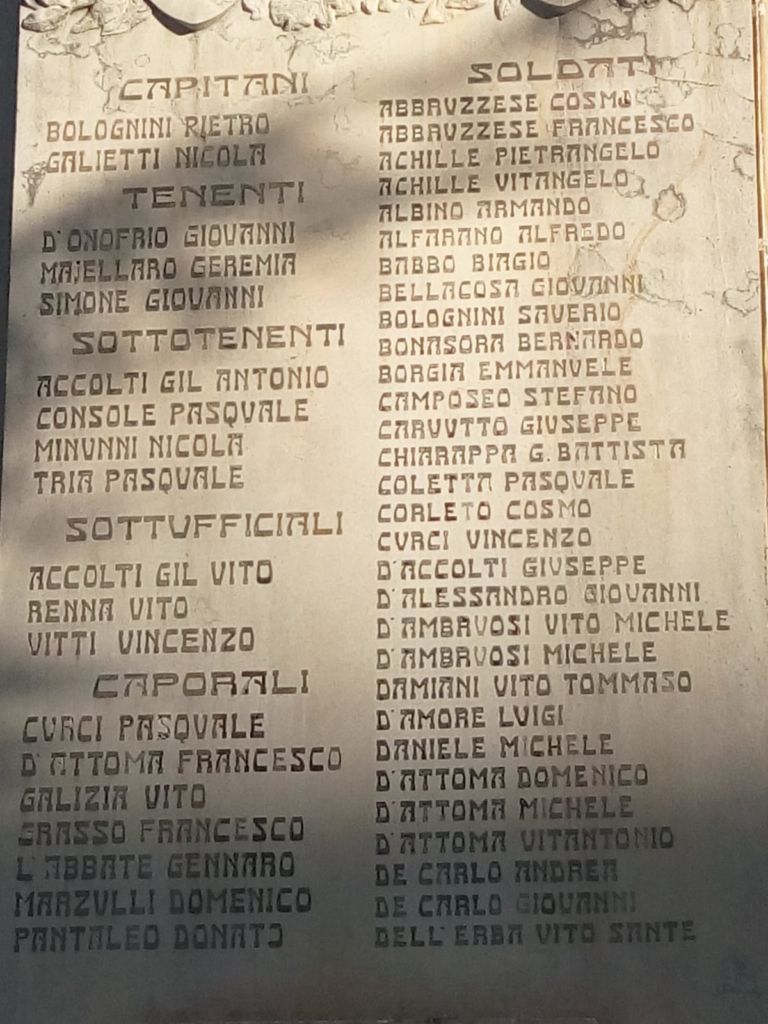 CAPITANI
BOLOGNINI PIETRO
GALIETTI NICOLA
TENENTI
D'ONOFRIO GIOVANNI
MAJELLARO GEREMIA
SIMONE GIOVANNI
SOTTOTENENTI
ACCOLTI GIL ANTONIO
CONSOLE PASQUALE
MINUNNI NICOLA
TRIA PASQUALE
SOTTUFFICIALI
ACCOLTI GIL VITO
RENNA VITO
VITTI VINCENZO
CAPORALI
CURCI PASQUALE
D'ATTOMA FRANCESCO
GALIZIA VITO
GRASSO FRANCESCO
L'ABBATE GENNARO
MARZULLI DOMENICO
PANTALEO DONATO
SOLDATI
ABBRUZZESE COSMO
ABBRUZZESE FRANCESCO
ACHILLE PIETRANGELO
ACHILLE VITANGELO
ALBINO ARMANDO
ALFARANO ALFREDO
BABBO BIAGIO
BELLACOSA GIOVANNI
BOLOGNINI SAVERIO
BONASORA BERNARDO
BORGIA EMMANUELE
CAMPOSEO STEFANO
CARUUTTO GIUSEPPE
CHIARAPPA G. BATTISTA
COLETTA PASQUALE
CORLETO COSMO
CURCI VINCENZO
D'ACCOLTI GIUSEPPE
D'ALESSANDRO GIOVANNI
D'AMBRUOSI VITO MICHELE
D'AMBRUOSI MICHELE
DAMIANI VITO TOMMASO
D'AMORE LUIGI
DANIELE MICHELE
D'ATTOMA DOMENICO
D'ATTOMA MICHELE
D'ATTOMA VITANTONIO
DE CARLO ANDREA
DE CARLO GIOVANNI
DELL'ERBA VITO SANTE